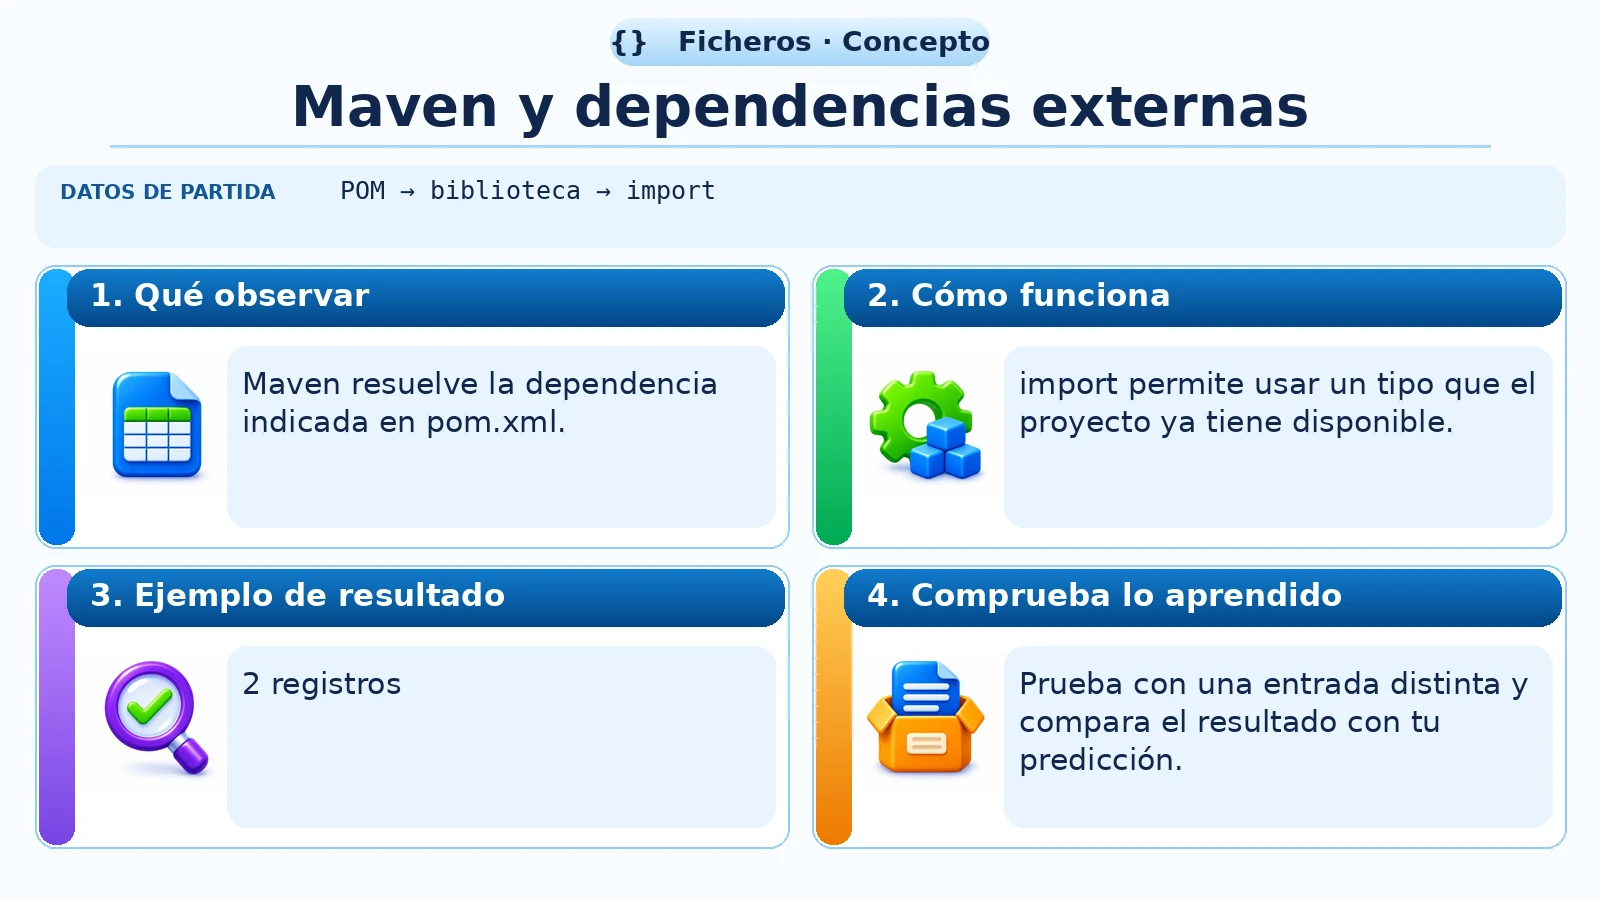 {} Ficheros · Concepto
Maven y dependencias externas
DATOS DE PARTIDA POM → biblioteca → import
1. Qué observar
Maven resuelve la dependencia
indicada en pom.xml.
2. Cómo funciona
import permite usar un tipo que el
proyecto ya tiene disponible.
3. Ejemplo de resultado
2 registros
4. Comprueba lo aprendido
Prueba con una entrada distinta y
compara el resultado con tu
predicción.